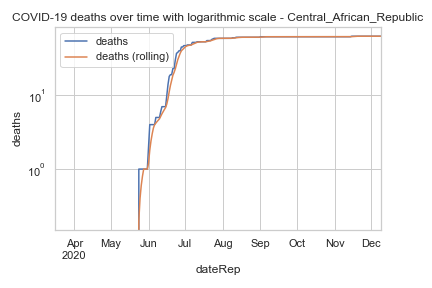 COVID-19 deaths over time with logarithmic scale - Central_African_Republic
deaths
deaths (rolling)
10¹
10⁰
deaths
Apr
2020
May
Jun
Jul
Aug
Sep
Oct
Nov
Dec
dateRep